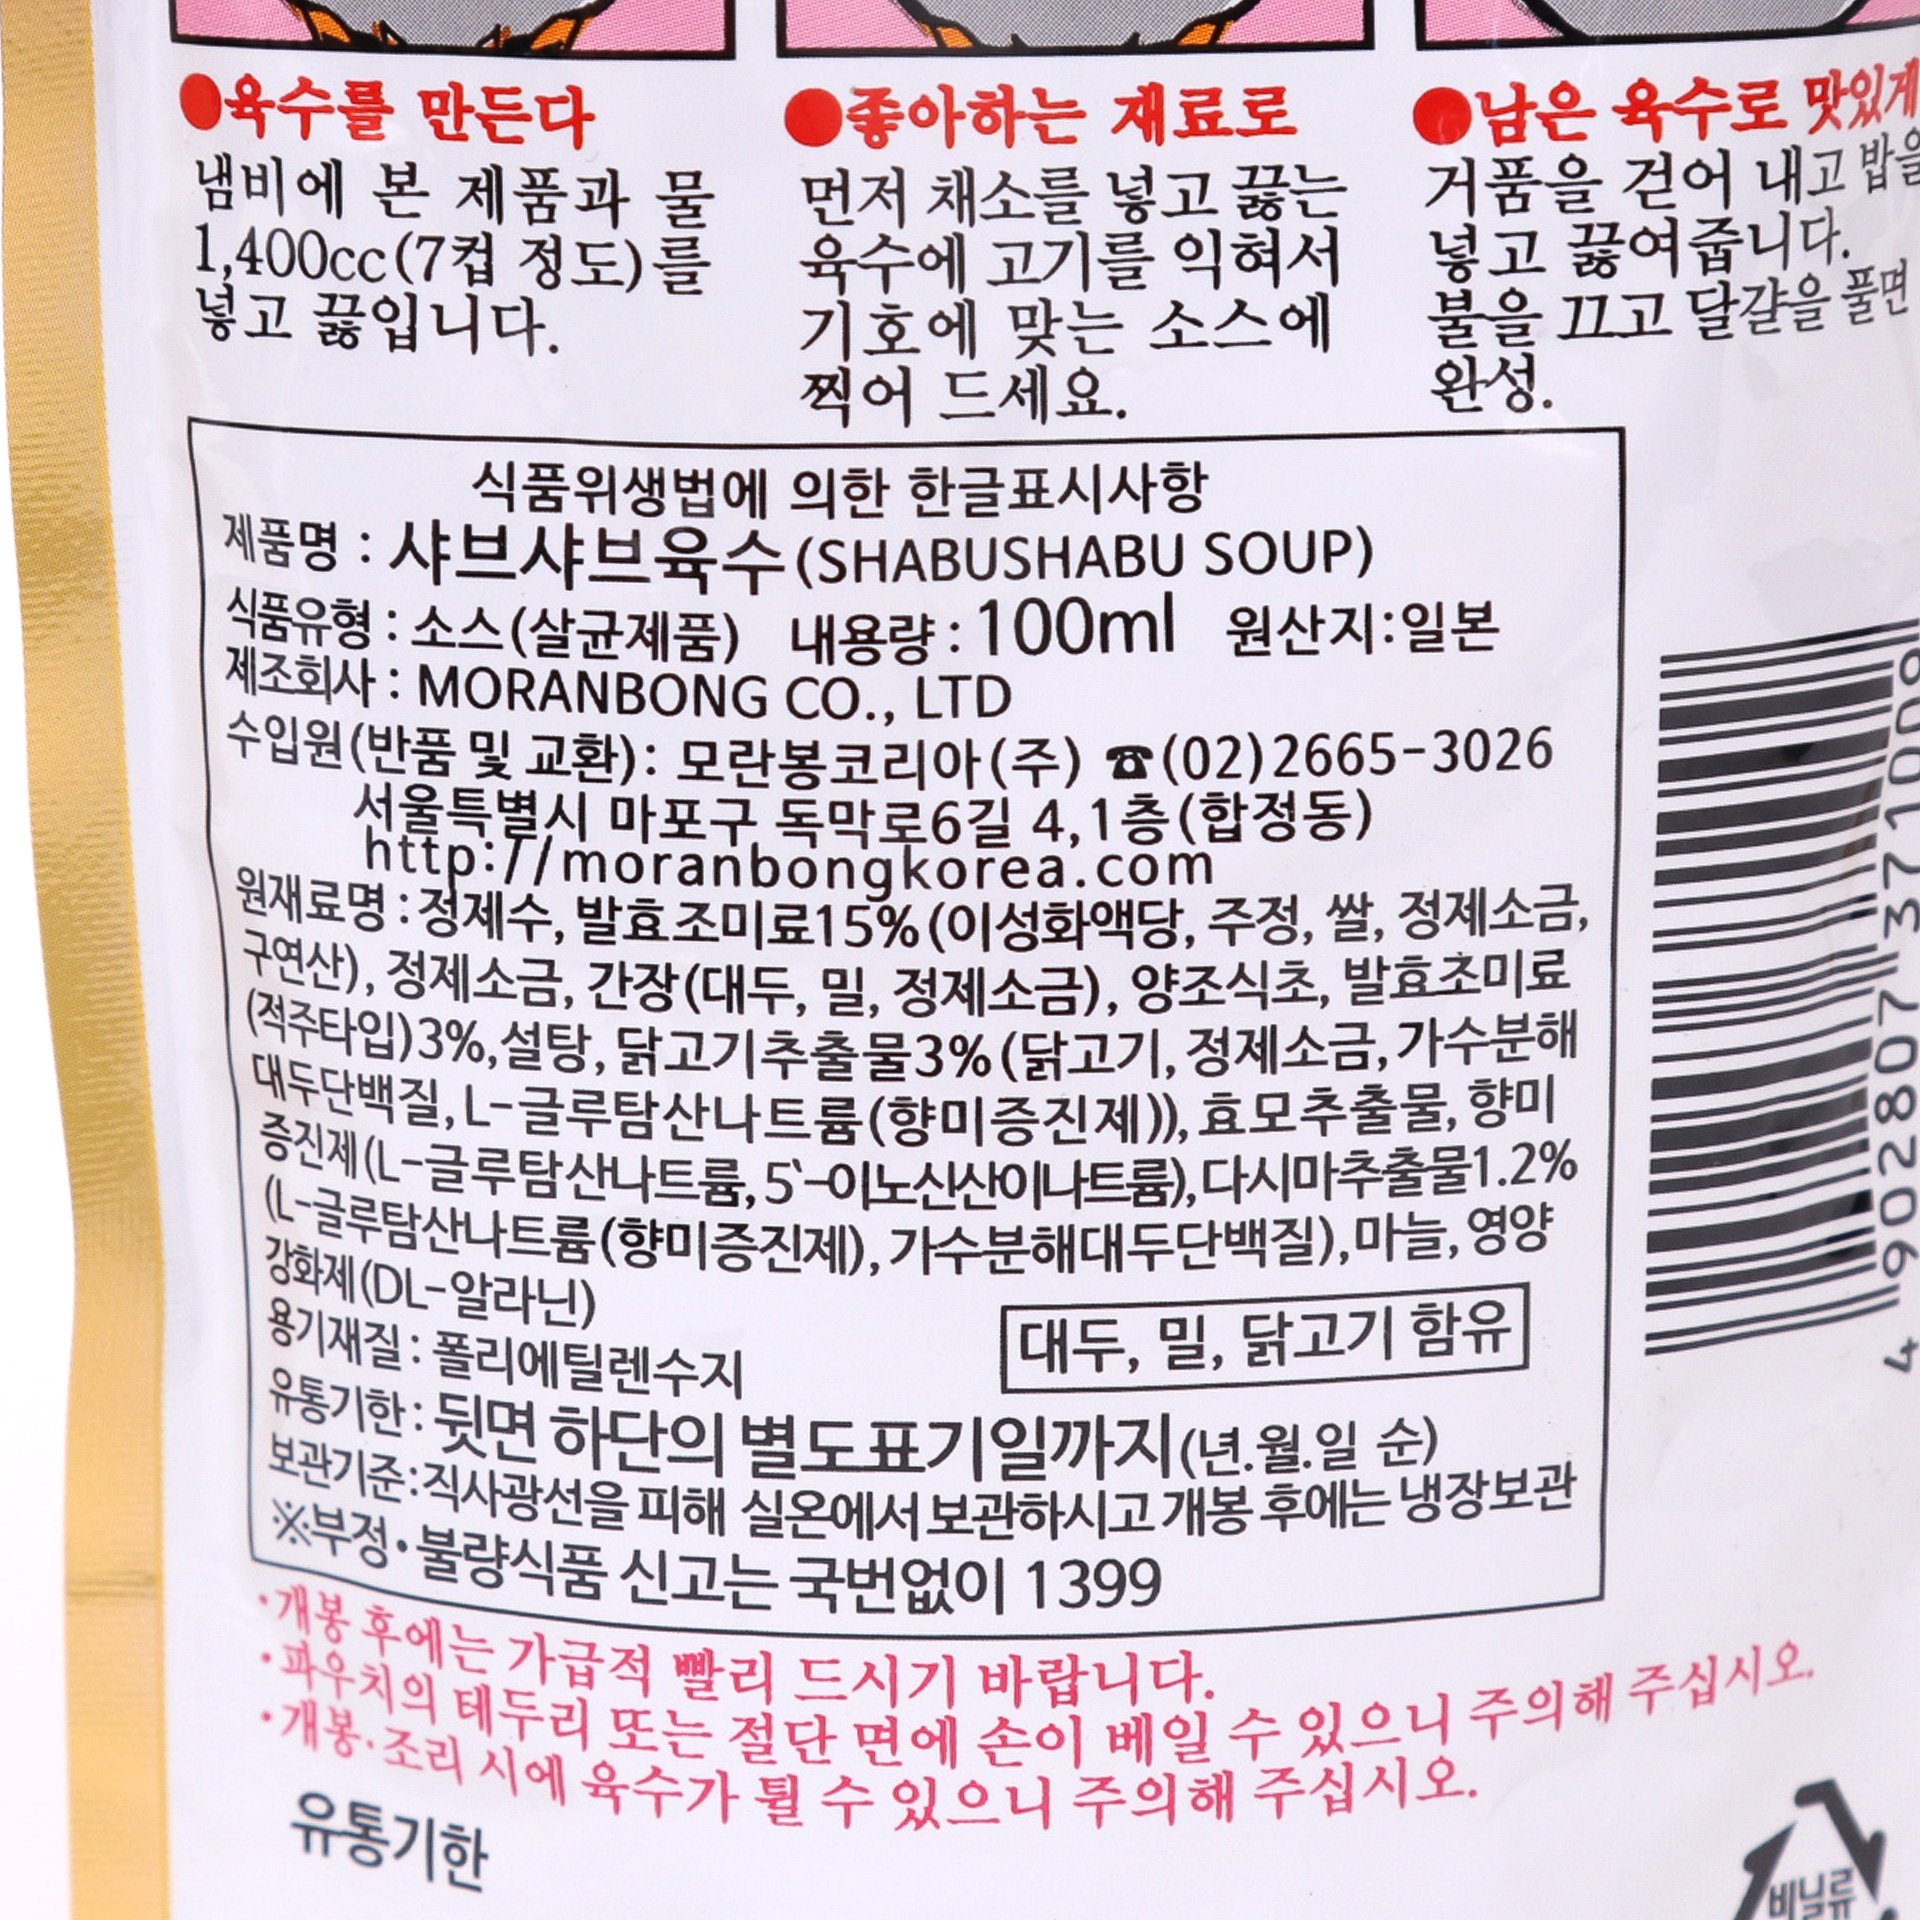 ●육수를 만든다
냄비에 본 제품과 물
1,400cc(7컵 정도)를
넣고 끓입니다.
●좋아하는 재료로
먼저 채소를 넣고 끓는
육수에 고기를 익혀서
기호에 맞는 소스에
찍어 드세요.
●남은 육수로 맛있게
거품을 걷어 내고 밥을
넣고 끓여줍니다.
불을 끄고 달걀을 풀면
완성.
식품위생법에 의한 한글표시사항
제품명 : 샤브샤브육수(SHABUSHABU SOUP)
식품유형 : 소스(살균제품) 내용량 : 100ml 원산지:일본
제조회사 : MORANBONG CO., LTD
수입원(반품 및 교환): 모란봉코리아(주) ☎(02)2665-3026
서울특별시 마포구 독막로6길 4,1층(합정동)
http://moranbongkorea.com
원재료명 : 정제수, 발효조미료15%(이성화액당, 주정, 쌀, 정제소금,
구연산), 정제소금, 간장(대두, 밀, 정제소금), 양조식초, 발효조미료
(적주타입)3%,설탕, 닭고기추출물3%(닭고기, 정제소금,가수분해
대두단백질, L-글루탐산나트륨(향미증진제)), 효모추출물, 향미
증진제(L-글루탐산나트륨, 5`-이노신산이나트륨),다시마추출물1.2%
(L-글루탐산나트륨(향미증진제), 가수분해대두단백질),마늘, 영양
강화제(DL-알라닌)
용기재질 : 폴리에틸렌수지
대두, 밀, 닭고기 함유
유통기한 : 뒷면 하단의 별도표기일까지(년.월.일 순)
보관기준:직사광선을 피해 실온에서 보관하시고 개봉 후에는 냉장보관
※부정·불량식품 신고는 국번없이 1399
·개봉 후에는 가급적 빨리 드시기 바랍니다.
·파우치의 테두리 또는 절단 면에 손이 베일 수 있으니 주의해 주십시오.
·개봉·조리 시에 육수가 튈 수 있으니 주의해 주십시오.
유통기한
4 902807 371008
비닐류